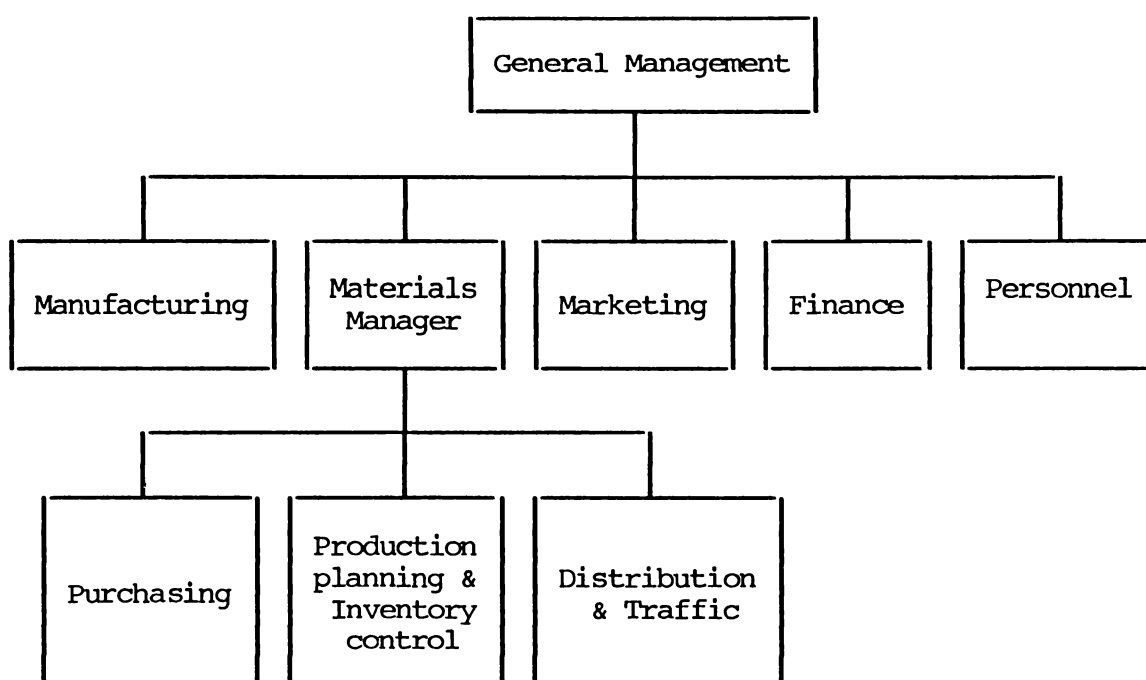 General Management
Manufacturing
Materials
Manager
Marketing
Finance
Personnel
Purchasing
Production
planning &
Inventory
control
Distribution
& Traffic